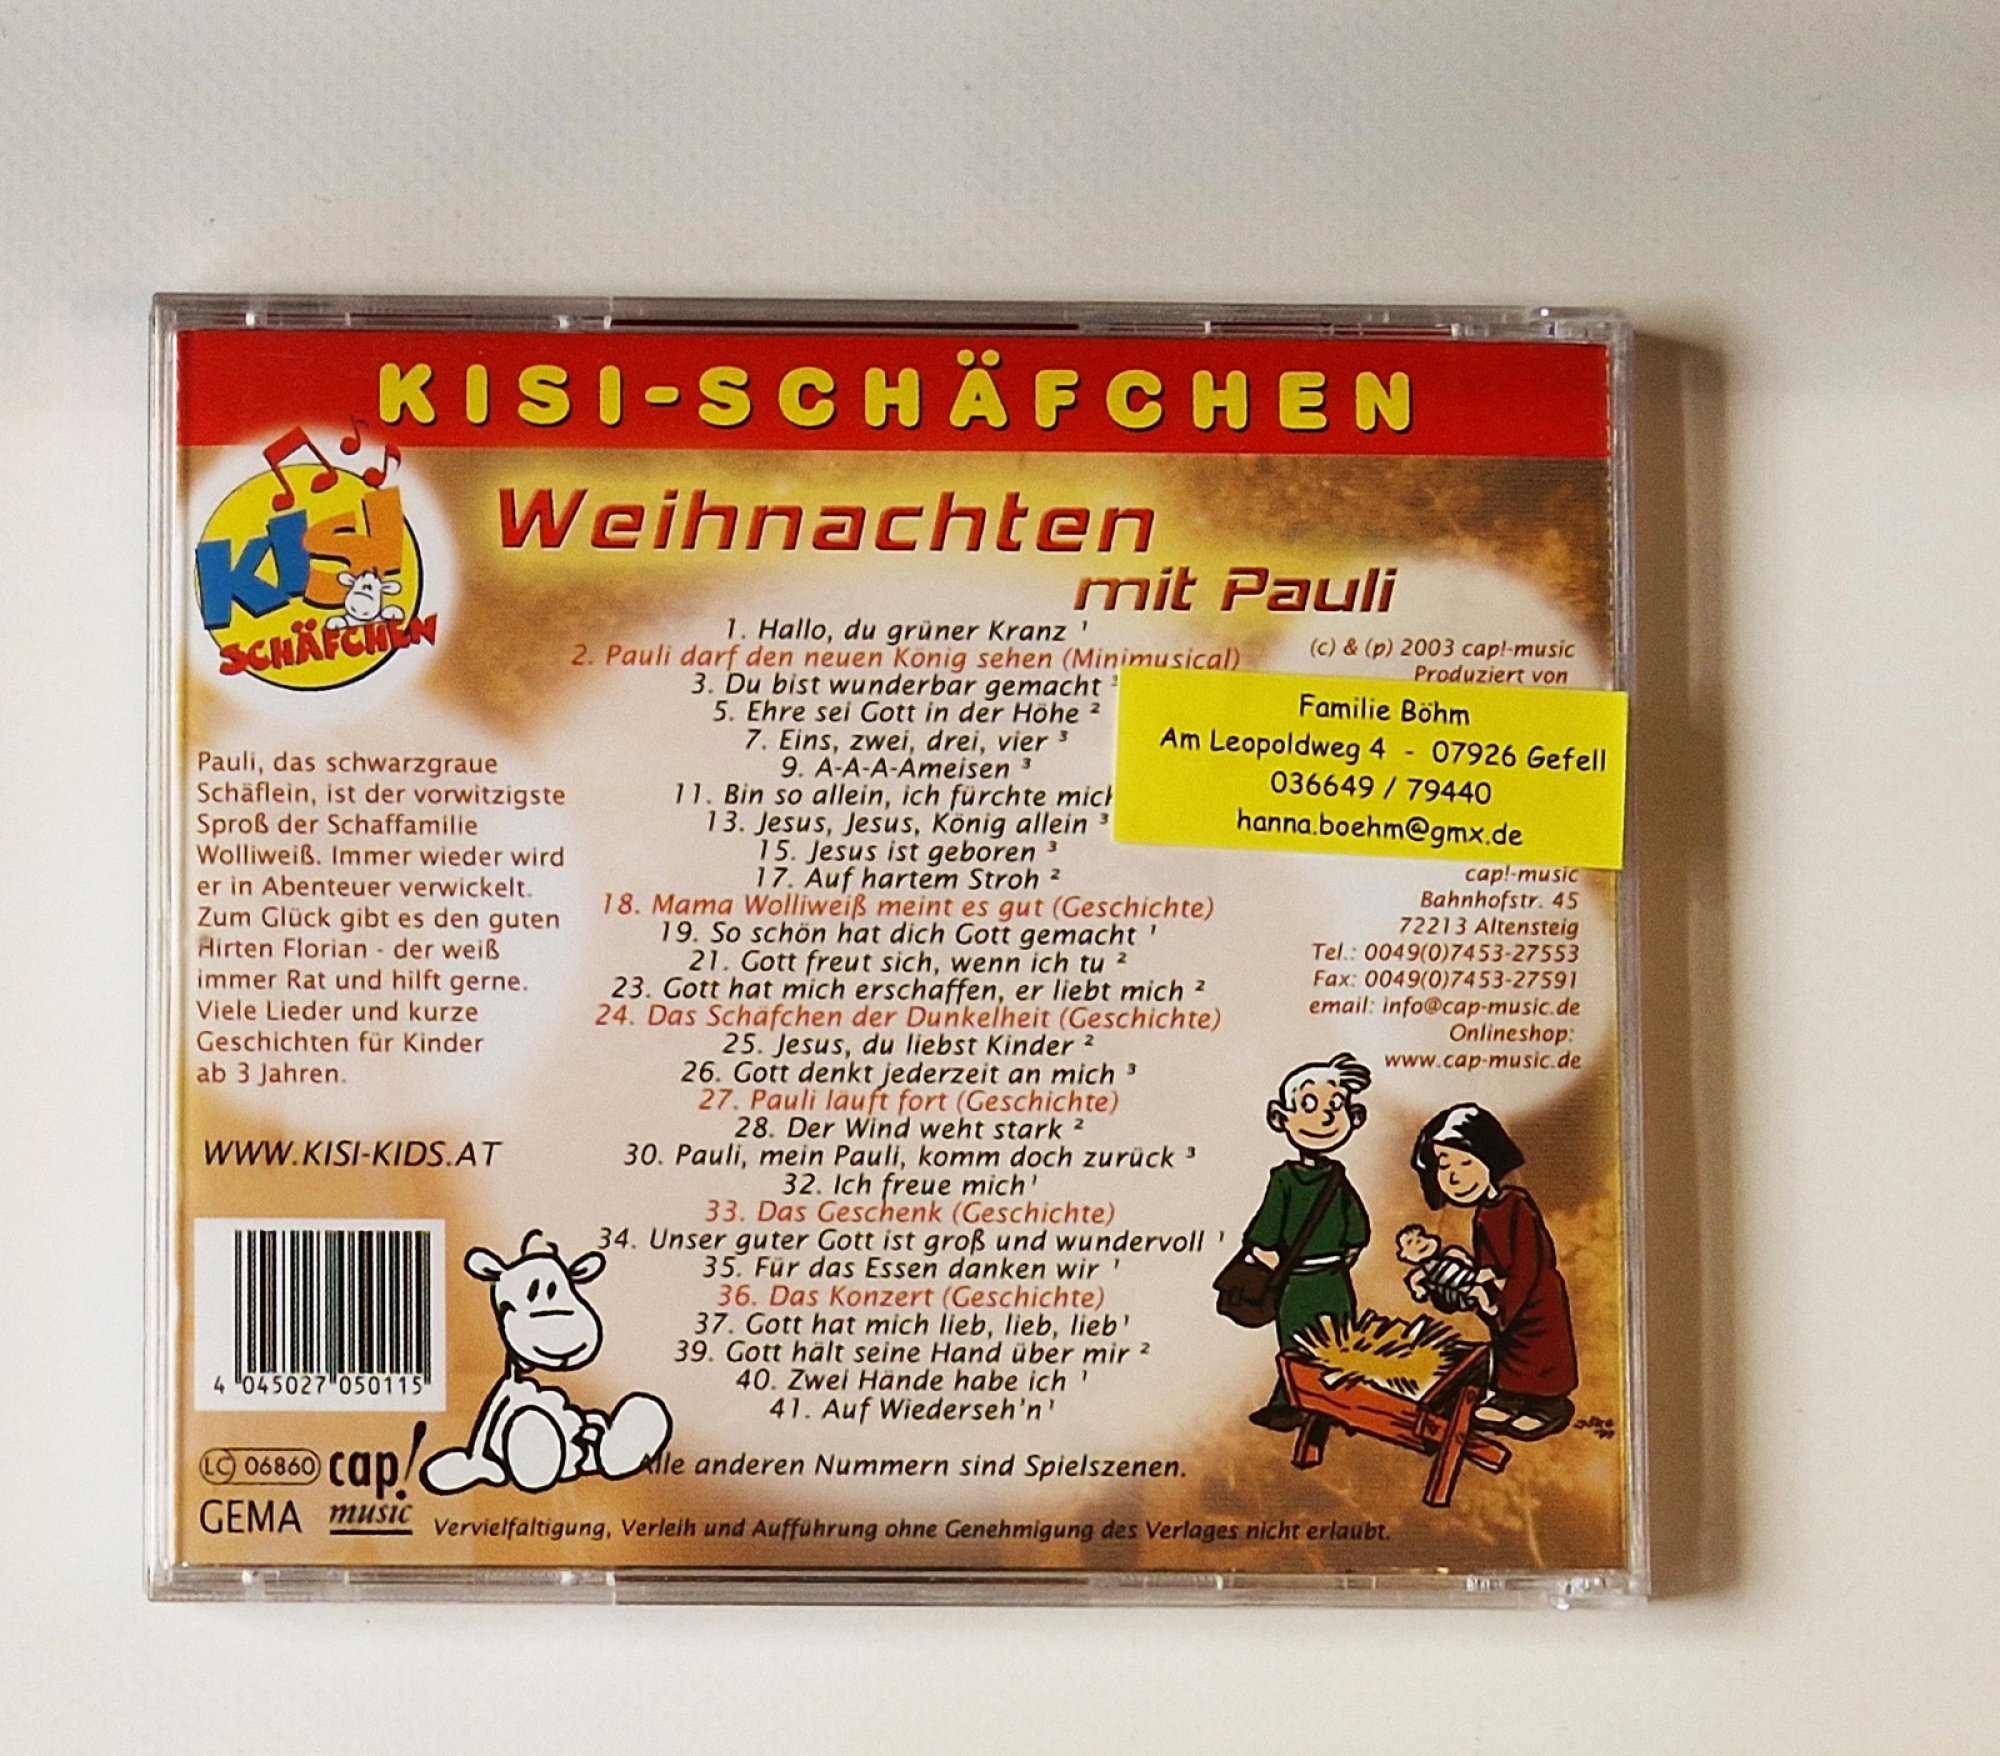 KISI-SCHÄFCHEN
KISI
SCHÄFCHEN
Weihnachten
mit Pauli
1. Hallo, du grüner Kranz ¹
2. Pauli darf den neuen König sehen (Minimusical)
3. Du bist wunderbar gemacht
5. Ehre sei Gott in der Höhe ²
7. Eins, zwei, drei, vier ³
9. A-A-A-Ameisen ³
11. Bin so allein, ich fürchte mich
13. Jesus, Jesus, König allein ³
15. Jesus ist geboren ³
17. Auf hartem Stroh ²
18. Mama Wolliweiß meint es gut (Geschichte)
19. So schön hat dich Gott gemacht ¹
21. Gott freut sich, wenn ich tu ²
23. Gott hat mich erschaffen, er liebt mich ²
24. Das Schäfchen der Dunkelheit (Geschichte)
25. Jesus, du liebst Kinder ²
26. Gott denkt jederzeit an mich ³
27. Pauli läuft fort (Geschichte)
28. Der Wind weht stark ²
30. Pauli, mein Pauli, komm doch zurück ³
32. Ich freue mich¹
33. Das Geschenk (Geschichte)
34. Unser guter Gott ist groß und wundervoll ¹
35. Für das Essen danken wir ¹
36. Das Konzert (Geschichte)
37. Gott hat mich lieb, lieb, lieb¹
39. Gott hält seine Hand über mir ²
40. Zwei Hände habe ich ¹
41. Auf Wiederseh'n¹
Alle anderen Nummern sind Spielszenen.
Pauli, das schwarzgraue
Schäflein, ist der vorwitzigste
Sproß der Schaffamilie
Wolliweiß. Immer wieder wird
er in Abenteuer verwickelt.
Zum Glück gibt es den guten
Hirten Florian - der weiß
immer Rat und hilft gerne.
Viele Lieder und kurze
Geschichten für Kinder
ab 3 Jahren.
WWW.KISI-KIDS.AT
4 045027 050115
LC 06860
GEMA
cap!
music
Vervielfältigung, Verleih und Aufführung ohne Genehmigung des Verlages nicht erlaubt.
(c) & (p) 2003 cap!-music
Produziert von
Familie Böhm
Am Leopoldweg 4 - 07926 Gefell
036649 / 79440
hanna.boehm@gmx.de
cap!-music
Bahnhofstr. 45
72213 Altensteig
Tel.: 0049(0)7453-27553
Fax: 0049(0)7453-27591
email: info@cap-music.de
Onlineshop:
www.cap-music.de